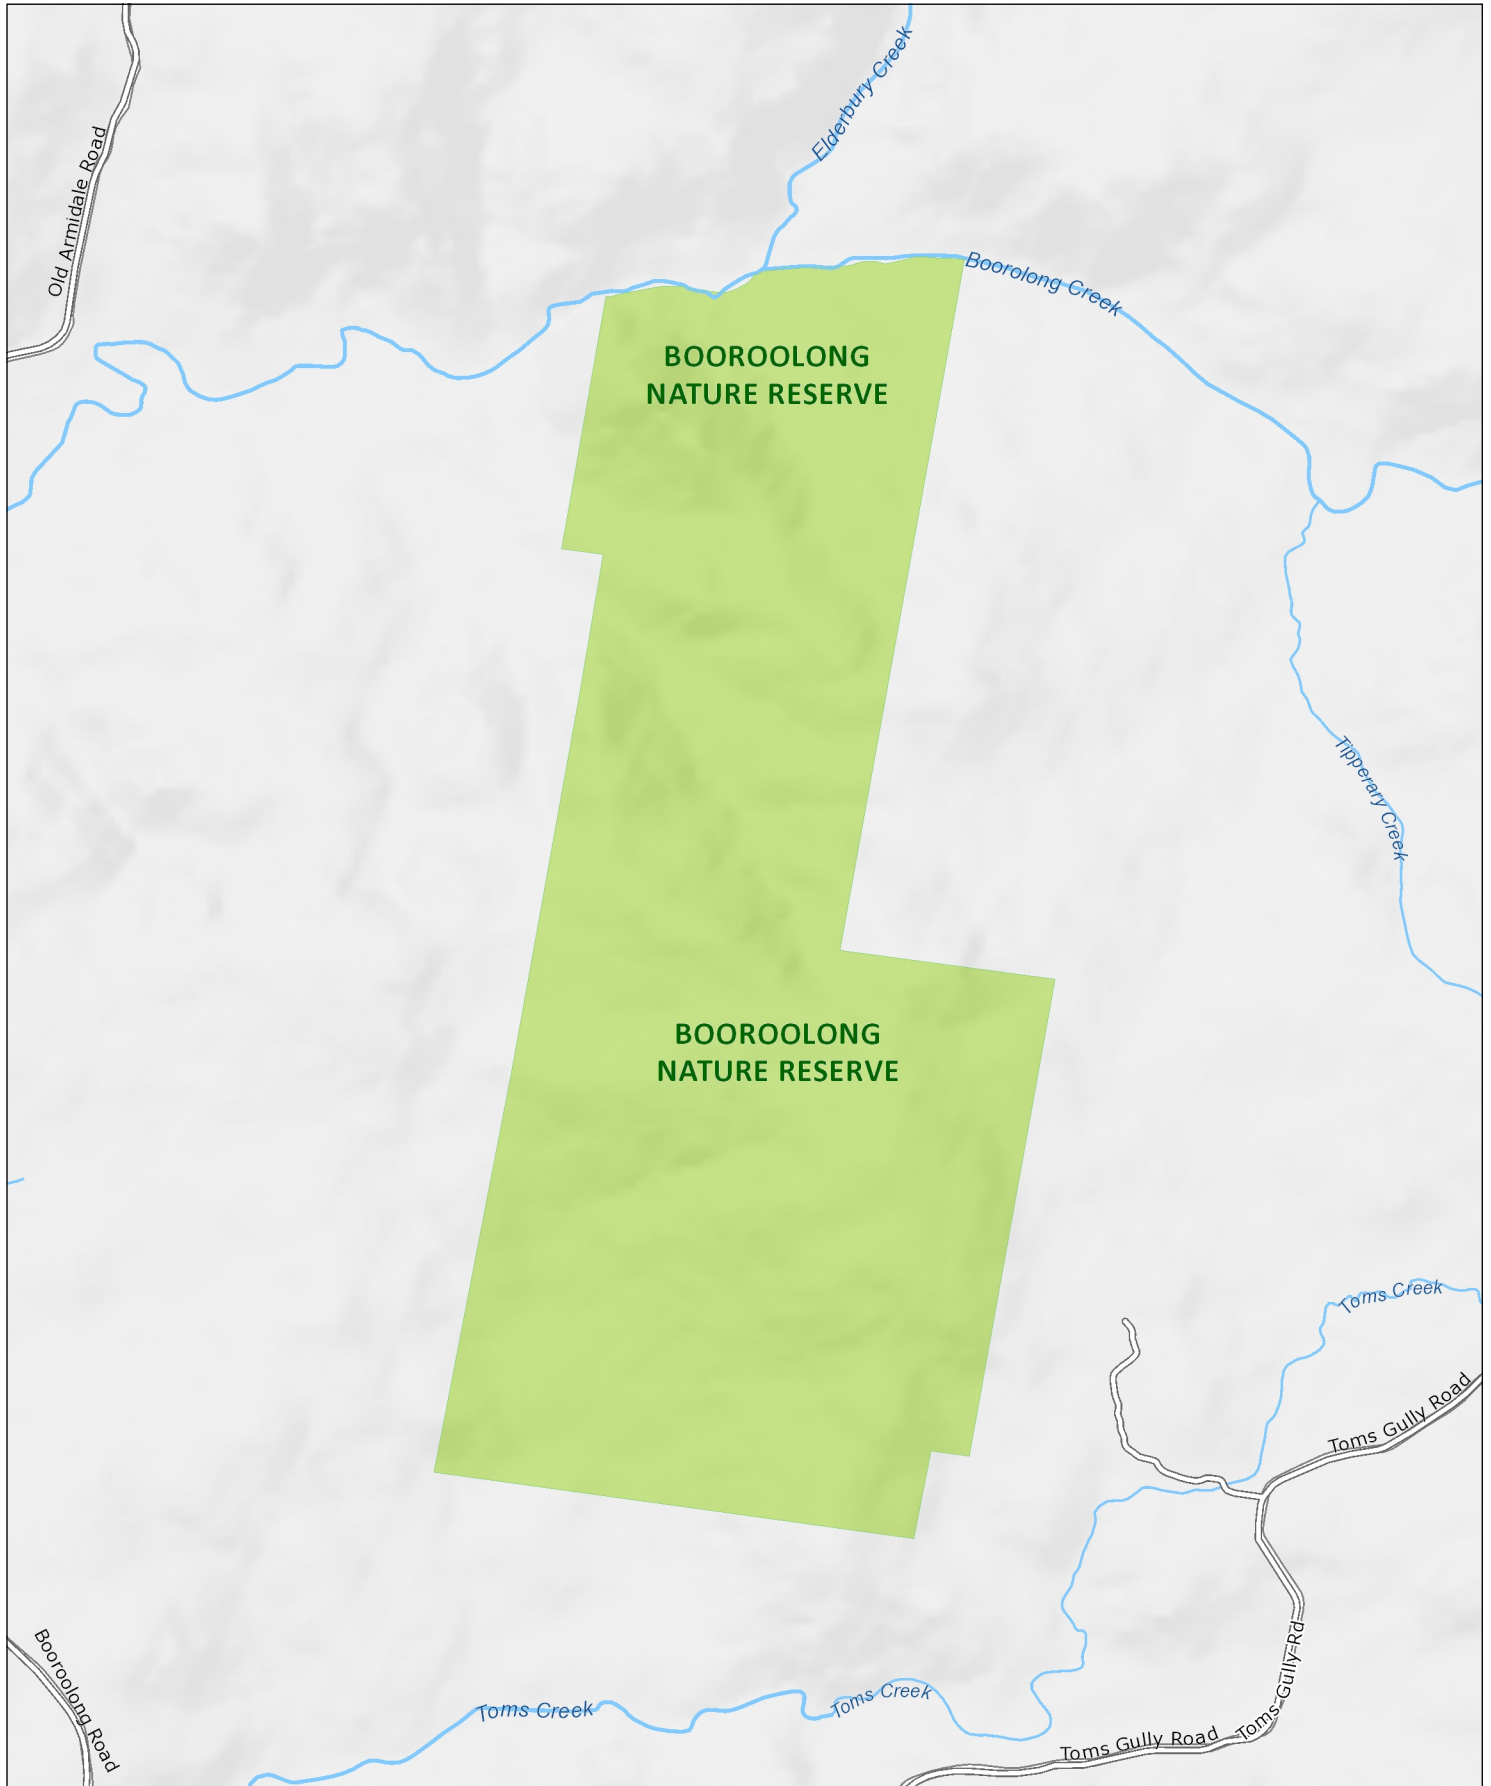 Elderbury Creek
Old Armidale Road
Boorolong Creek
BOOROOLONG
NATURE RESERVE
Tipperary Creek
BOOROOLONG
NATURE RESERVE
Toms Creek
Toms Gully Road
Booroolong Road
Toms Creek
Toms Creek
Toms Gully Rd
Toms Gully Road